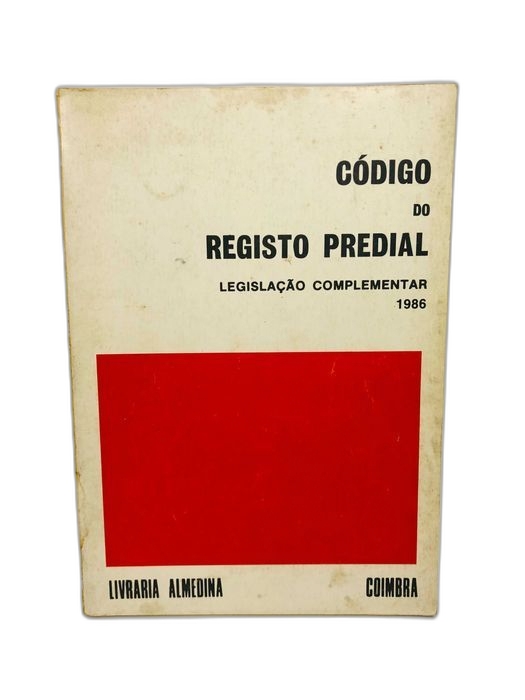 CÓDIGO
DO
REGISTO PREDIAL
LEGISLAÇÃO COMPLEMENTAR
1986
LIVRARIA ALMEDINA COIMBRA